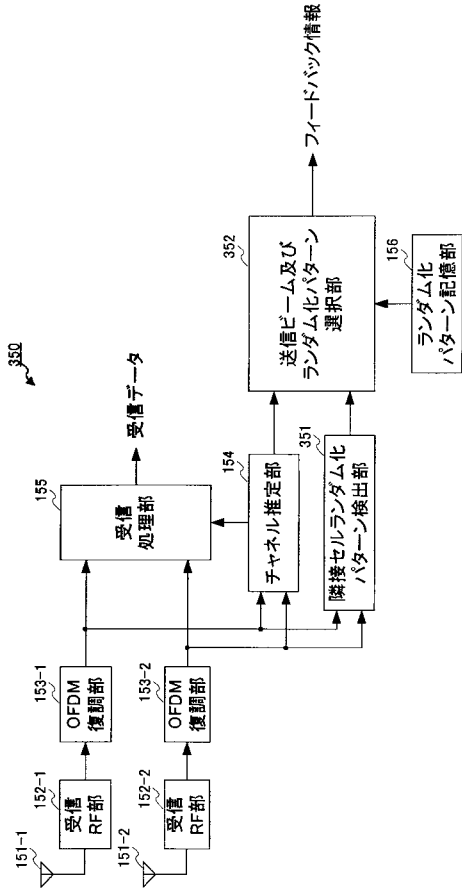 350
151-1
152-1
受信
RF部
153-1
OFDM
復調部
151-2
152-2
受信
RF部
153-2
OFDM
復調部
155
受信
処理部
受信データ
154
チャネル推定部
351
隣接セルランダム化
パターン検出部
352
送信ビーム及び
ランダム化パターン
選択部
フィードバック情報
156
ランダム化
パターン記憶部